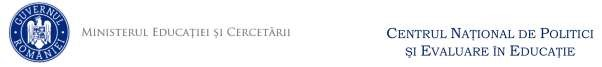 GUVERNUL ROMÂNIEI
MINISTERUL EDUCAȚIEI ȘI CERCETĂRII
CENTRUL NAȚIONAL DE POLITICI
ȘI EVALUARE ÎN EDUCAȚIE